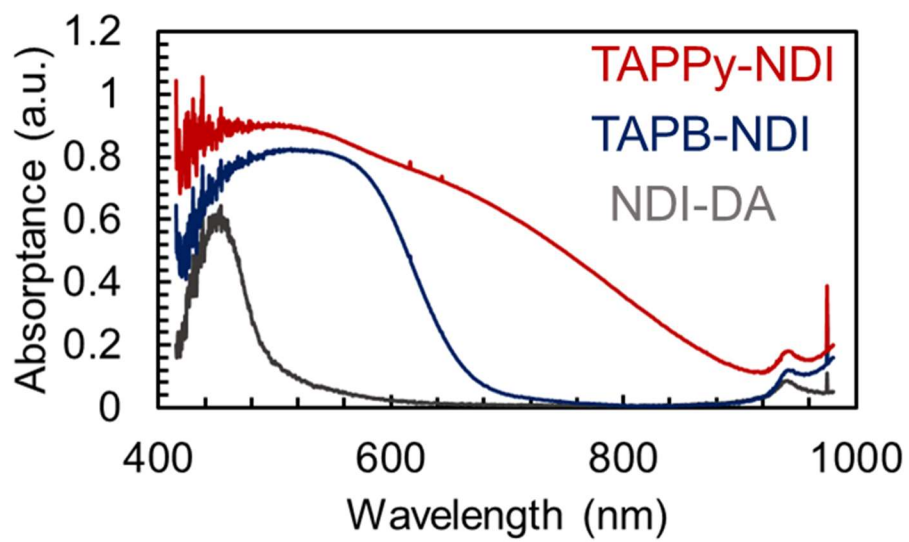 1.2
1
0.8
0.6
0.4
0.2
0
Absorptance (a.u.)
TAPPy-NDI
TAPB-NDI
NDI-DA
400 600 800 1000
Wavelength (nm)